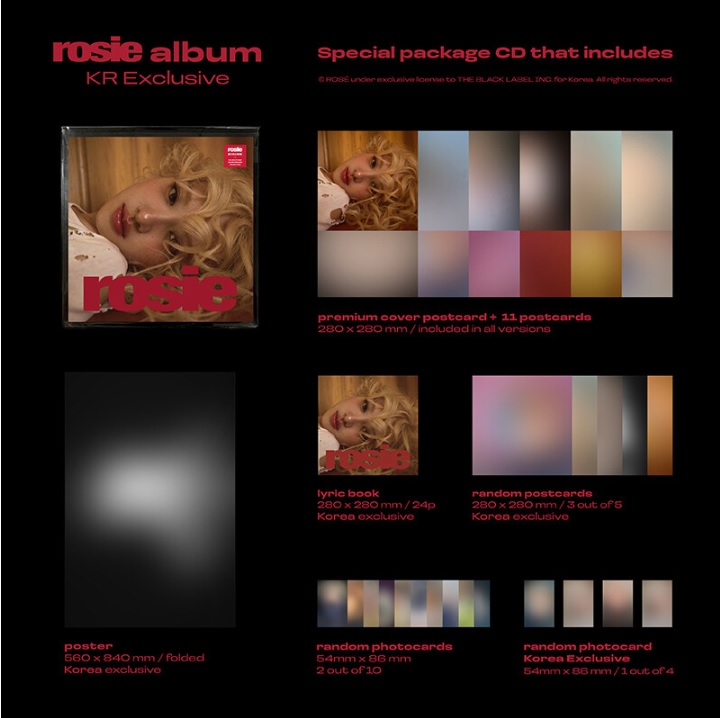 rosie album
KR Exclusive
Special package CD that includes
© ROSÉ under exclusive license to THE BLACK LABEL INC. for Korea. All rights reserved.
rosie
rosie
premium cover postcard + 11 postcards
280 x 280 mm / included in all versions
rosie
lyric book
280 x 280 mm / 24p
Korea exclusive
random postcards
280 x 280 mm / 3 out of 5
Korea exclusive
poster
560 x 840 mm / folded
Korea exclusive
random photocards
54mm x 86 mm
2 out of 10
random photocard
Korea Exclusive
54mm x 86 mm / 1 out of 4